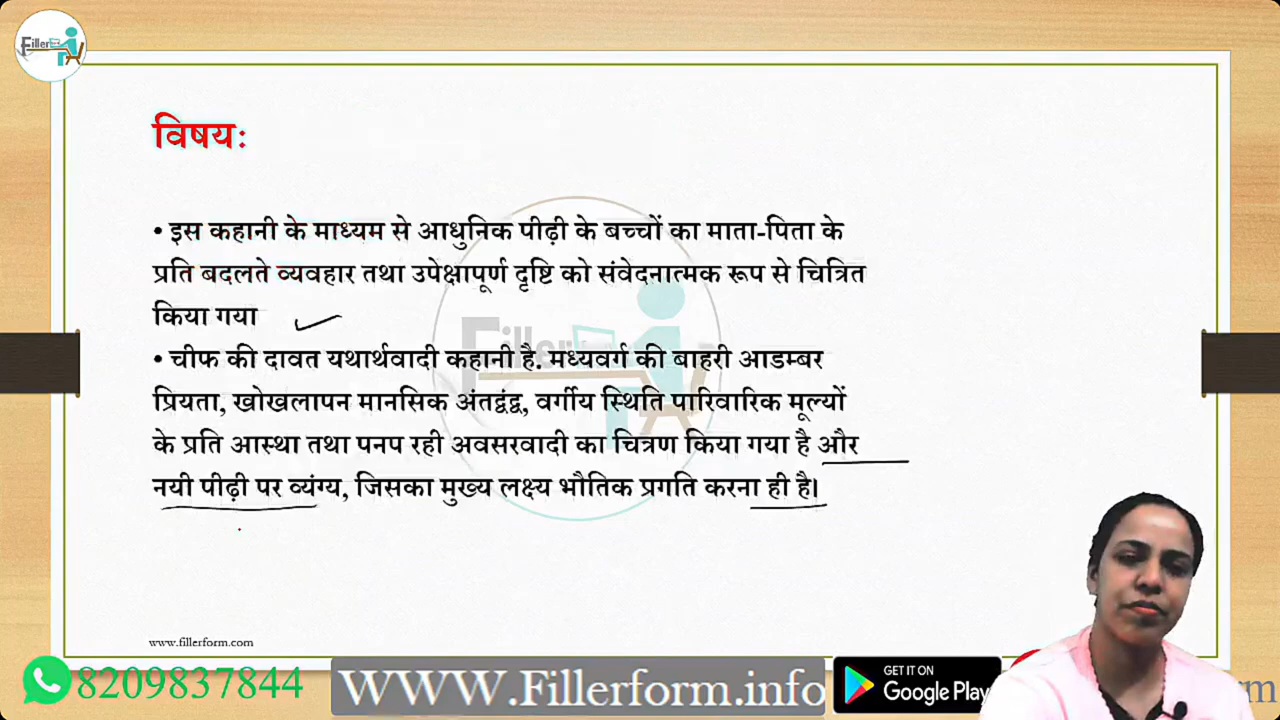 Filler
विषयः
• इस कहानी के माध्यम से आधुनिक पीढ़ी के बच्चों का माता-पिता के
प्रति बदलते व्यवहार तथा उपेक्षापूर्ण दृष्टि को संवेदनात्मक रूप से चित्रित
किया गया
• चीफ की दावत यथार्थवादी कहानी है. मध्यवर्ग की बाहरी आडम्बर
प्रियता, खोखलापन मानसिक अंतद्वंद्व, वर्गीय स्थिति पारिवारिक मूल्यों
के प्रति आस्था तथा पनप रही अवसरवादी का चित्रण किया गया है और
नयी पीढ़ी पर व्यंग्य, जिसका मुख्य लक्ष्य भौतिक प्रगति करना ही है।
www.fillerform.com
8209837844
WWW.Fillerform.info
GET IT ON
Google Play